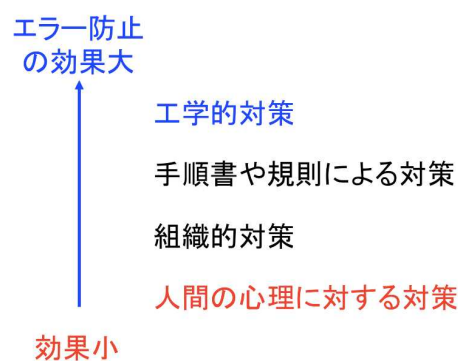 エラー防止
の効果大
工学的対策
手順書や規則による対策
組織的対策
人間の心理に対する対策
効果小